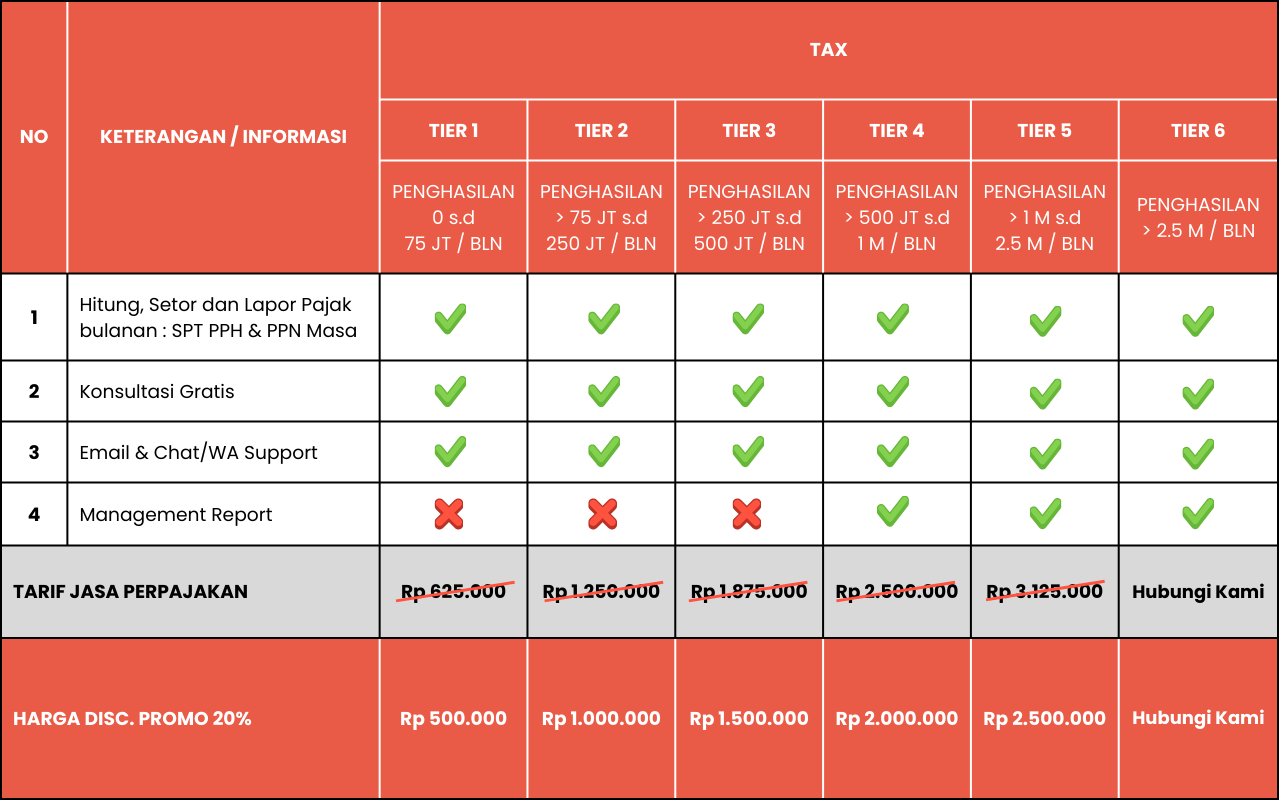 TAX
NO
KETERANGAN / INFORMASI
TIER 1
TIER 2
TIER 3
TIER 4
TIER 5
TIER 6
PENGHASILAN
0 s.d
75 JT / BLN
PENGHASILAN
> 75 JT s.d
250 JT / BLN
PENGHASILAN
> 250 JT s.d
500 JT / BLN
PENGHASILAN
> 500 JT s.d
1 M / BLN
PENGHASILAN
> 1 M s.d
2.5 M / BLN
PENGHASILAN
> 2.5 M / BLN
1
Hitung, Setor dan Lapor Pajak
bulanan : SPT PPH & PPN Masa
2
Konsultasi Gratis
3
Email & Chat/WA Support
4
Management Report
TARIF JASA PERPAJAKAN
Rp 625.000
Rp 1.250.000
Rp 1.875.000
Rp 2.500.000
Rp 3.125.000
Hubungi Kami
HARGA DISC. PROMO 20%
Rp 500.000
Rp 1.000.000
Rp 1.500.000
Rp 2.000.000
Rp 2.500.000
Hubungi Kami